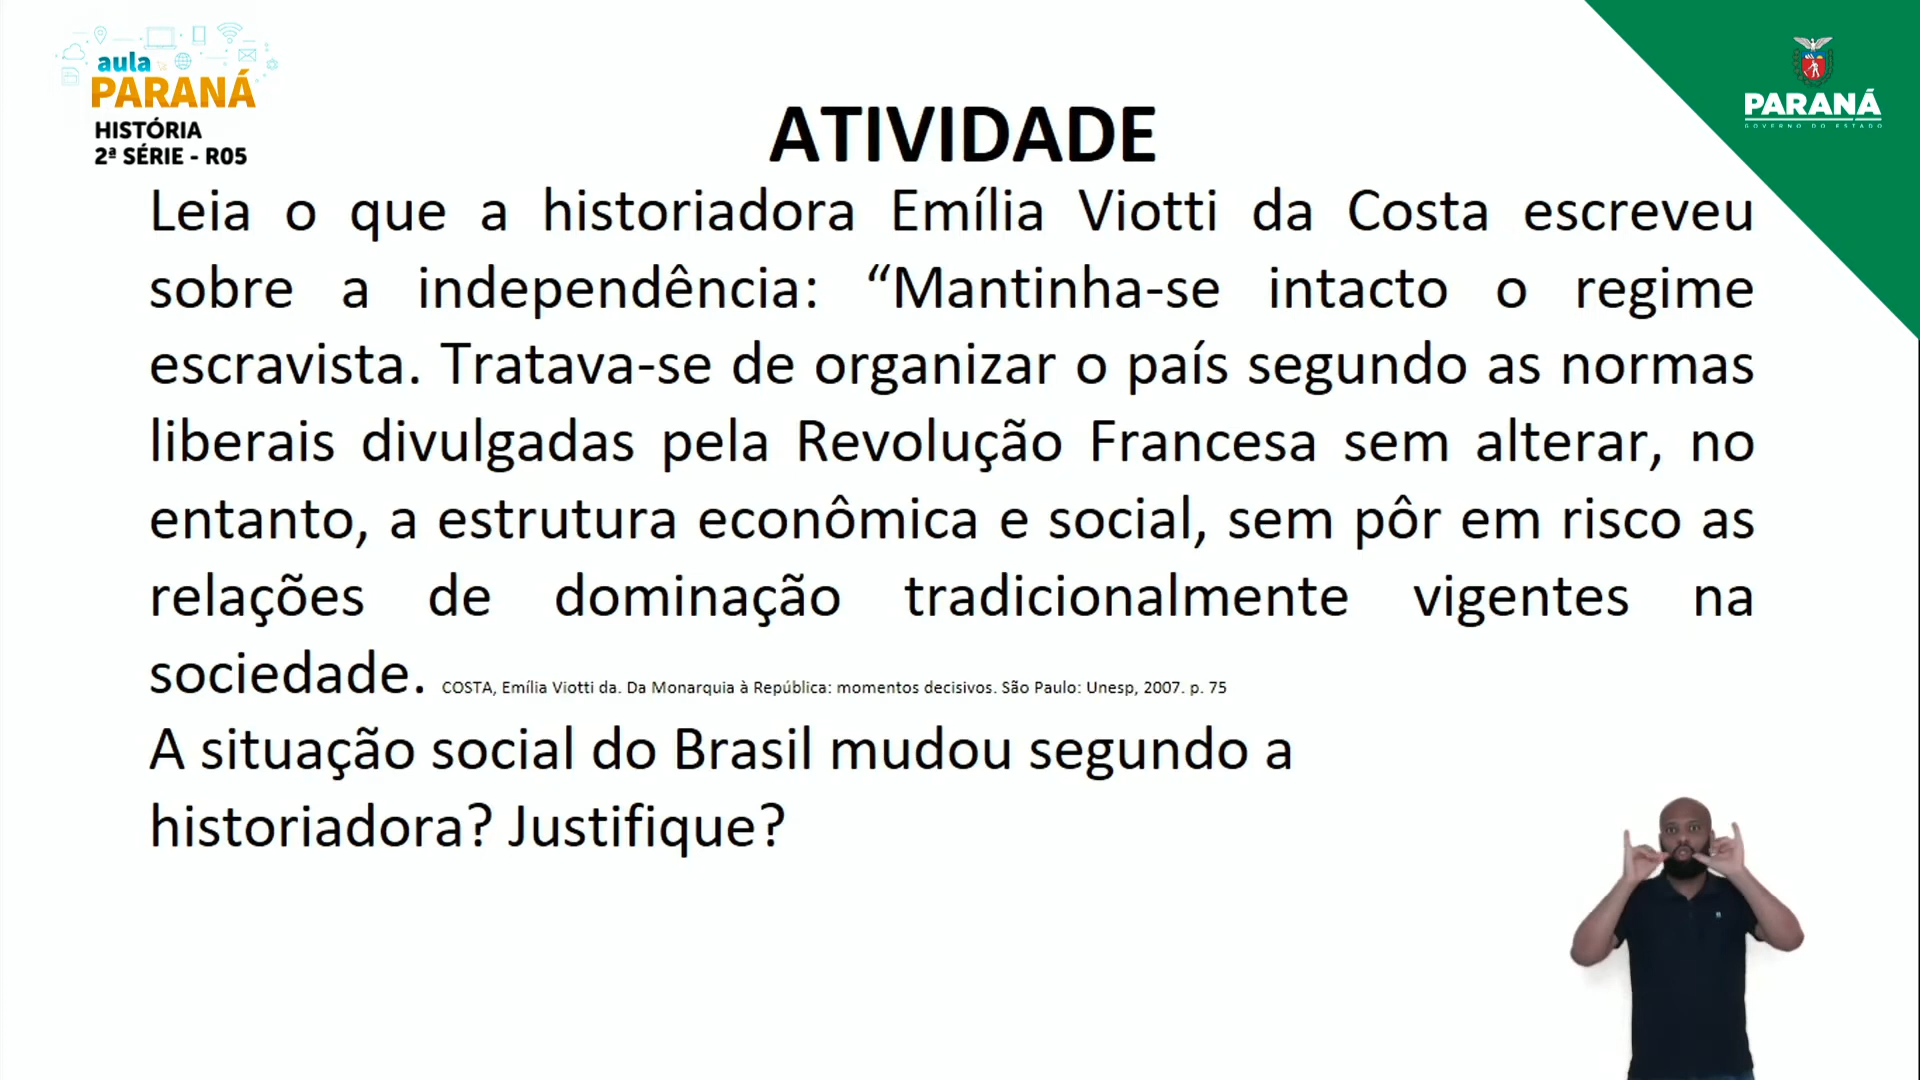 aula
PARANÁ
HISTÓRIA
2ª SÉRIE - R05
PARANÁ
GOVERNO DO ESTADO
ATIVIDADE
Leia o que a historiadora Emília Viotti da Costa escreveu
sobre a independência: “Mantinha-se intacto o regime
escravista. Tratava-se de organizar o país segundo as normas
liberais divulgadas pela Revolução Francesa sem alterar, no
entanto, a estrutura econômica e social, sem pôr em risco as
relações de dominação tradicionalmente vigentes na
sociedade. COSTA, Emília Viotti da. Da Monarquia à República: momentos decisivos. São Paulo: Unesp, 2007. p. 75
A situação social do Brasil mudou segundo a
historiadora? Justifique?